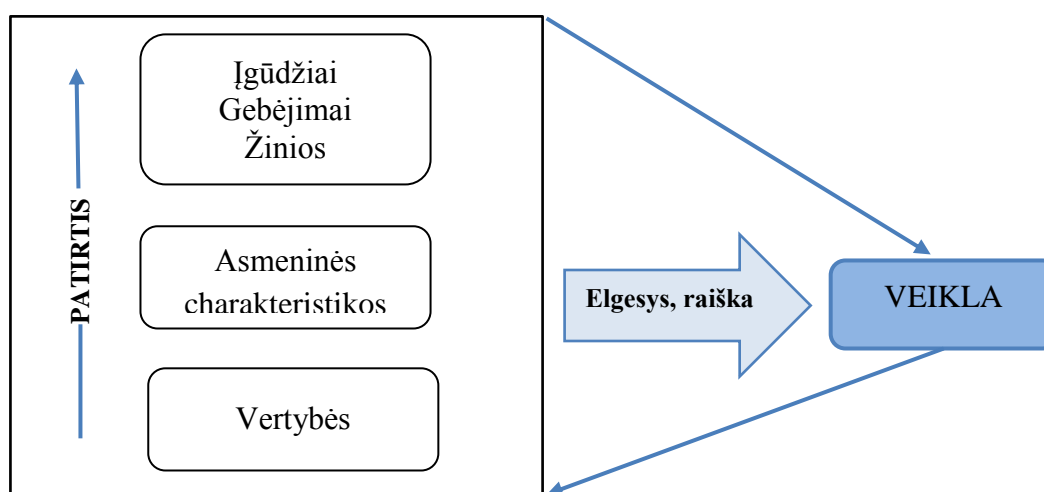 Įgūdžiai
Gebėjimai
Žinios
PATIRTIS
Asmeninės
charakteristikos
Elgesys, raiška
VEIKLA
Vertybės